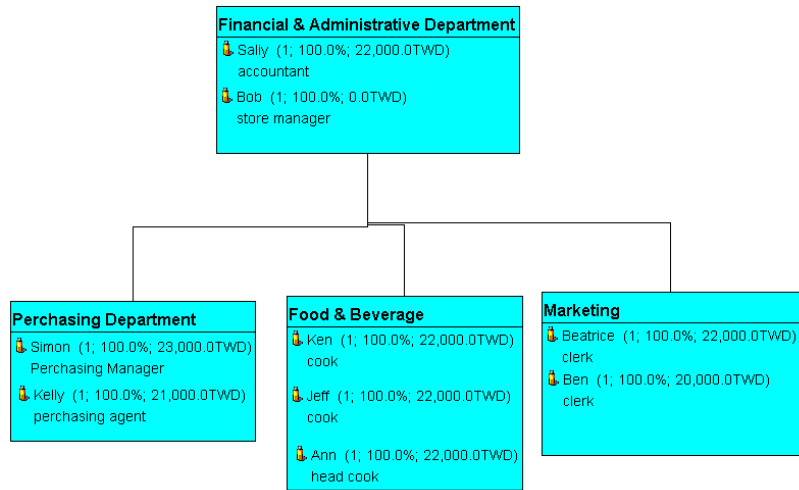 Financial & Administrative Department
Sally (1; 100.0%; 22,000.0TWD)
accountant
Bob (1; 100.0%; 0.0TWD)
store manager
Perchasing Department
Simon (1; 100.0%; 23,000.0TWD)
Perchasing Manager
Kelly (1; 100.0%; 21,000.0TWD)
perchasing agent
Food & Beverage
Ken (1; 100.0%; 22,000.0TWD)
cook
Jeff (1; 100.0%; 22,000.0TWD)
cook
Ann (1; 100.0%; 22,000.0TWD)
head cook
Marketing
Beatrice (1; 100.0%; 22,000.0TWD)
clerk
Ben (1; 100.0%; 20,000.0TWD)
clerk